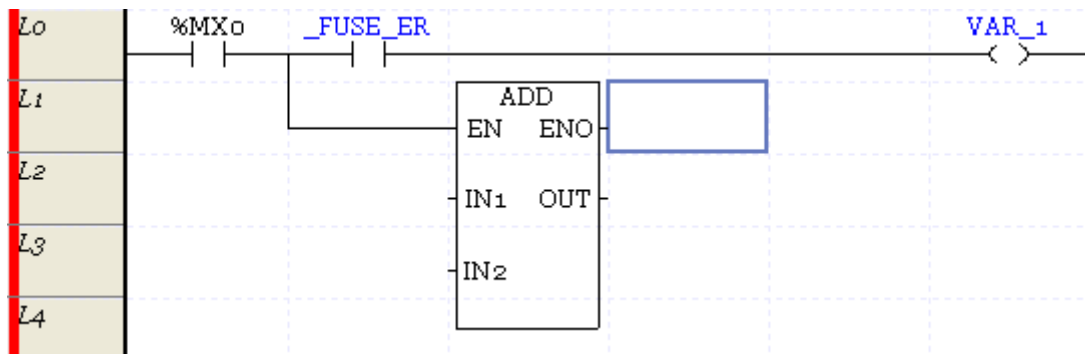 L0 %MX0 _FUSE_ER VAR_1
L1 ADD
EN ENO
L2 IN1 OUT
L3 IN2
L4